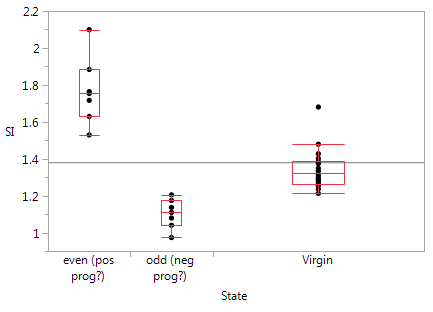 2.2
2
1.8
1.6
1.4
1.2
1
SI
even (pos prog?)
odd (neg prog?)
Virgin
State